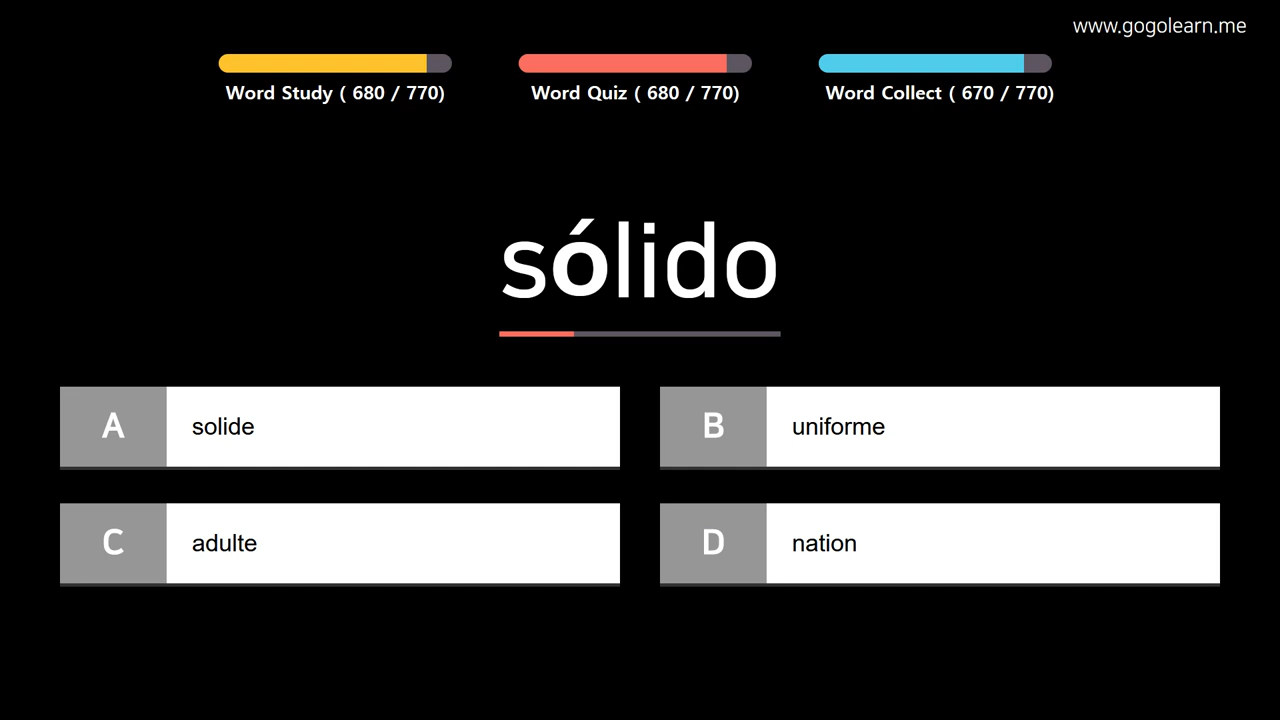 www.gogolearn.me
Word Study ( 680 / 770)
Word Quiz ( 680 / 770)
Word Collect ( 670 / 770)
sólido
A solide
B uniforme
C adulte
D nation